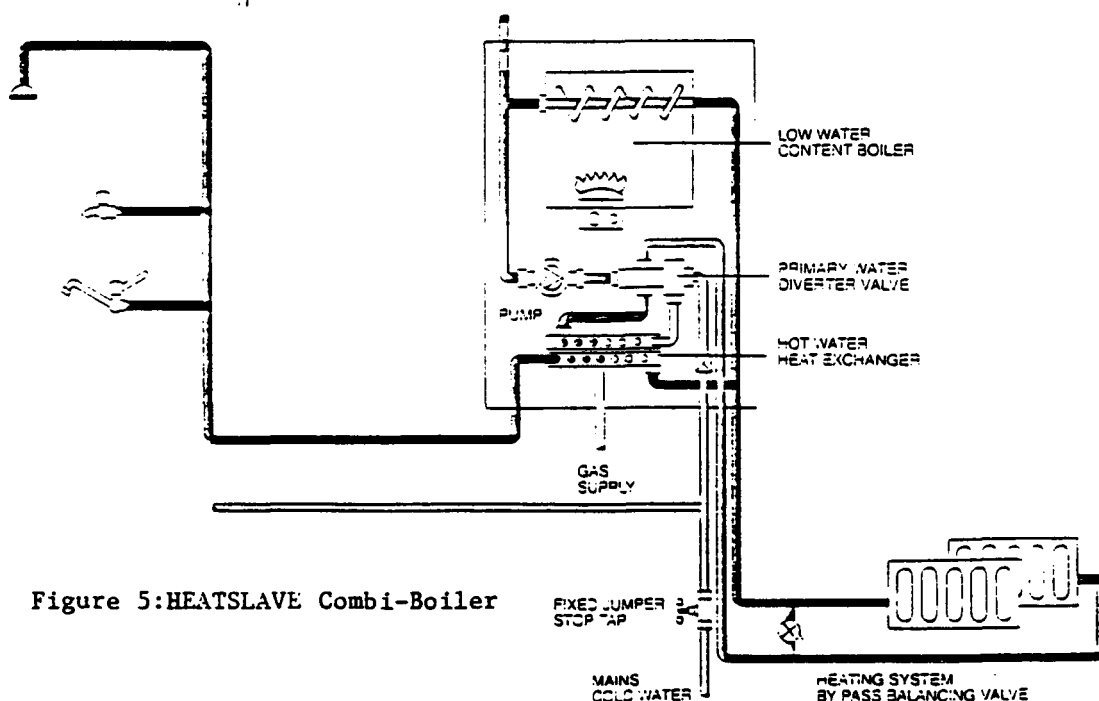 LOW WATER
CONTENT BOILER
PRIMARY WATER
DIVERTER VALVE
PUMP
HOT WATER
HEAT EXCHANGER
GAS
SUPPLY
Figure 5:HEATSLAVE Combi-Boiler
FIXED JUMPER
STOP TAP
MAINS
COLD WATER
HEATING SYSTEM
BY PASS BALANCING VALVE